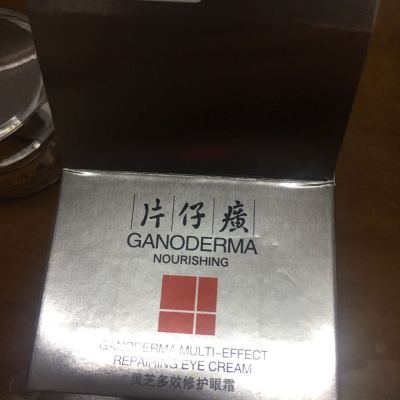 片仔癀
GANODERMA
NOURISHING
GANODERMA MULTI-EFFECT
REPAIRING EYE CREAM
灵芝多效修护眼霜